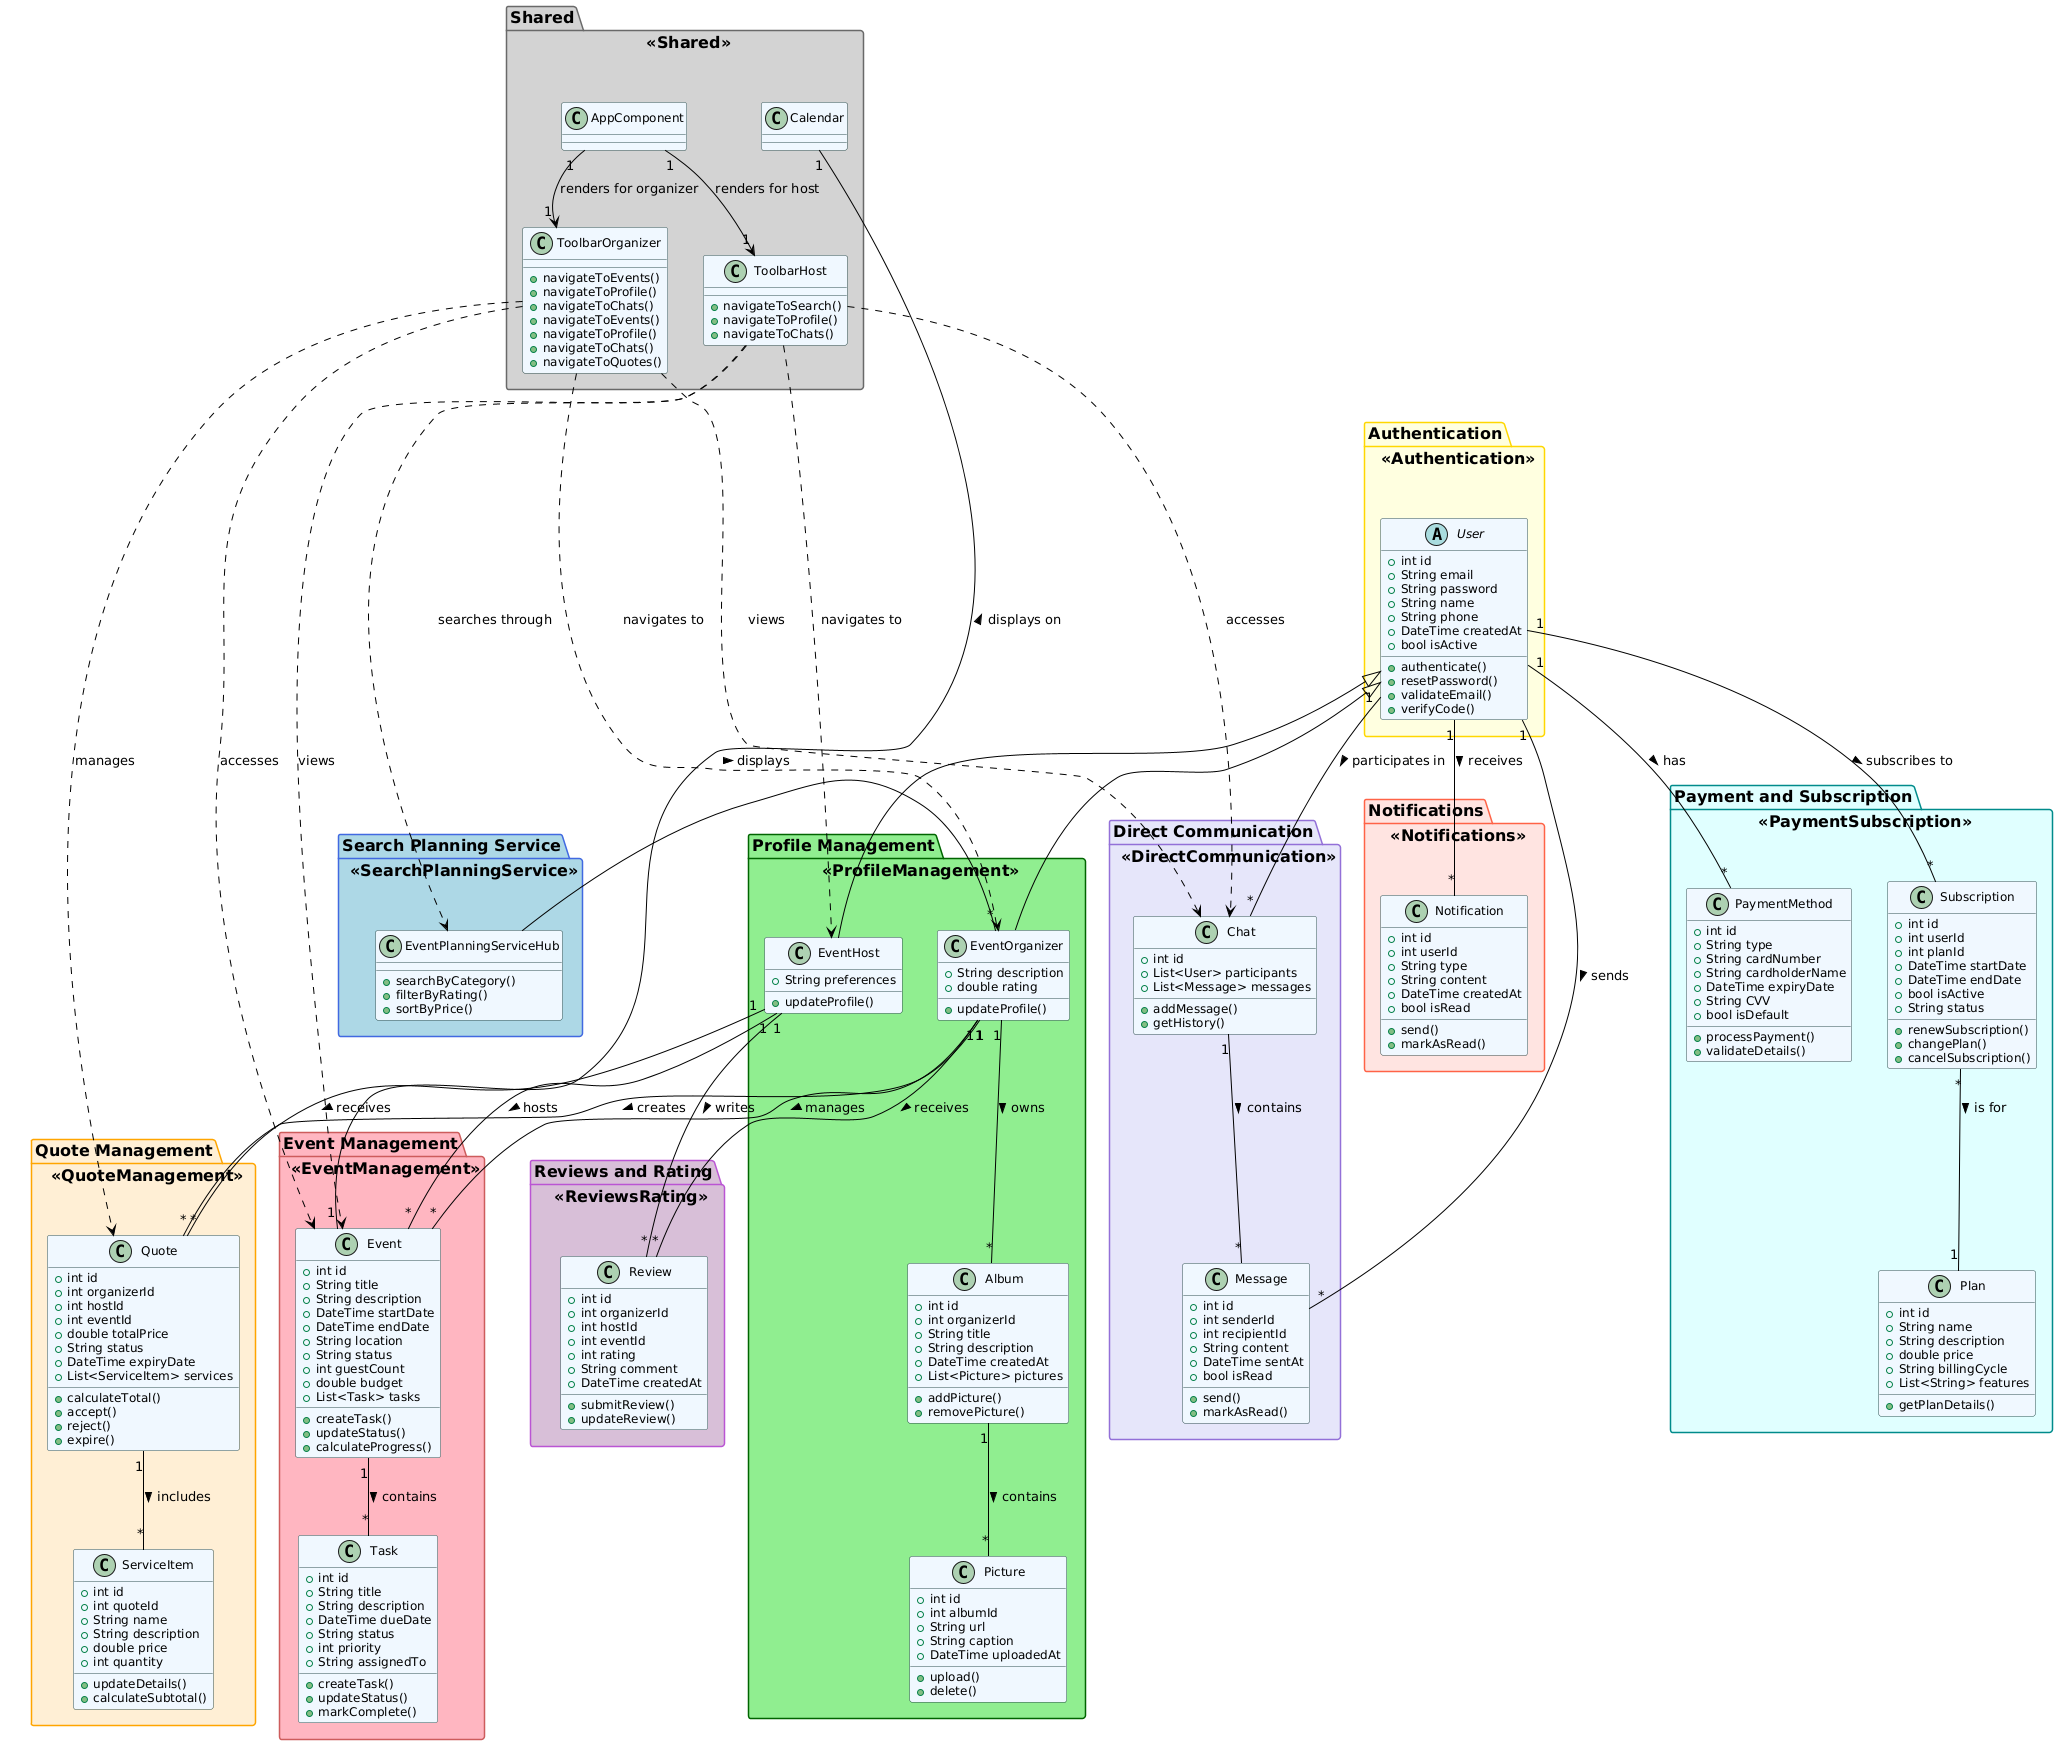 Shared
«Shared»
AppComponent
Calendar
1
1
1
renders for organizer
renders for host
1
1
ToolbarOrganizer
navigateToEvents()
navigateToProfile()
navigateToChats()
navigateToEvents()
navigateToProfile()
navigateToChats()
navigateToQuotes()
ToolbarHost
navigateToSearch()
navigateToProfile()
navigateToChats()
Authentication
«Authentication»
User
int id
String email
String password
String name
String phone
DateTime createdAt
bool isActive
authenticate()
resetPassword()
validateEmail()
verifyCode()
1
1
1
1
1
searches through
navigates to
views
navigates to
displays on
accesses
manages
accesses
views
displays
participates in
receives
has
subscribes to
sends
Search Planning Service
«SearchPlanningService»
EventPlanningServiceHub
searchByCategory()
filterByRating()
sortByPrice()
Profile Management
«ProfileManagement»
*
EventHost
String preferences
updateProfile()
1
1
1
EventOrganizer
String description
double rating
updateProfile()
1
1
1
Direct Communication
«DirectCommunication»
*
Chat
int id
List<User> participants
List<Message> messages
addMessage()
getHistory()
1
Notifications
«Notifications»
*
Notification
int id
int userId
String type
String content
DateTime createdAt
bool isRead
send()
markAsRead()
Payment and Subscription
«PaymentSubscription»
*
PaymentMethod
int id
String type
String cardNumber
String cardholderName
DateTime expiryDate
String CVV
bool isDefault
processPayment()
validateDetails()
*
Subscription
int id
int userId
int planId
DateTime startDate
DateTime endDate
bool isActive
String status
renewSubscription()
changePlan()
cancelSubscription()
*
receives
hosts
creates
writes
manages
receives
owns
contains
is for
Quote Management
«QuoteManagement»
* *
Quote
int id
int organizerId
int hostId
int eventId
double totalPrice
String status
DateTime expiryDate
List<ServiceItem> services
calculateTotal()
accept()
reject()
expire()
1
includes
*
ServiceItem
int id
int quoteId
String name
String description
double price
int quantity
updateDetails()
calculateSubtotal()
Event Management
«EventManagement»
1
*
*
Event
int id
String title
String description
DateTime startDate
DateTime endDate
String location
String status
int guestCount
double budget
List<Task> tasks
createTask()
updateStatus()
calculateProgress()
1
contains
*
Task
int id
String title
String description
DateTime dueDate
String status
int priority
String assignedTo
createTask()
updateStatus()
markComplete()
Reviews and Rating
«ReviewsRating»
* *
Review
int id
int organizerId
int hostId
int eventId
int rating
String comment
DateTime createdAt
submitReview()
updateReview()
*
Album
int id
int organizerId
String title
String description
DateTime createdAt
List<Picture> pictures
addPicture()
removePicture()
1
contains
*
Picture
int id
int albumId
String url
String caption
DateTime uploadedAt
upload()
delete()
*
*
Message
int id
int senderId
int recipientId
String content
DateTime sentAt
bool isRead
send()
markAsRead()
1
Plan
int id
String name
String description
double price
String billingCycle
List<String> features
getPlanDetails()